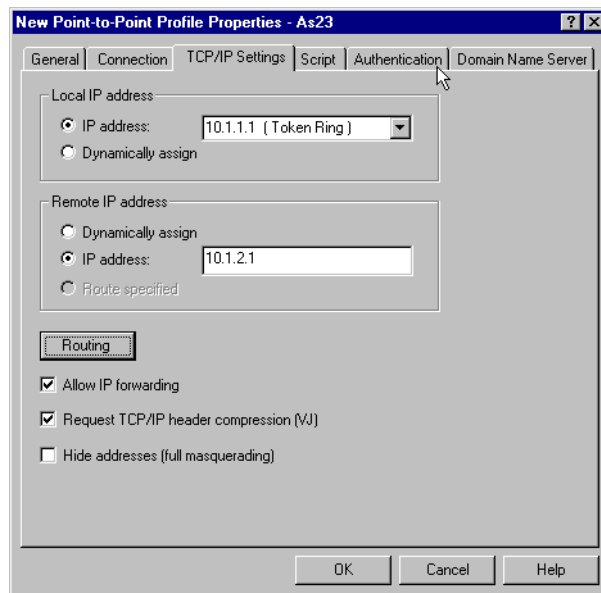 New Point-to-Point Profile Properties - As23
General Connection TCP/IP Settings Script Authentication Domain Name Server
Local IP address
IP address: 10.1.1.1 ( Token Ring )
Dynamically assign
Remote IP address
Dynamically assign
IP address: 10.1.2.1
Route specified
Routing
Allow IP forwarding
Request TCP/IP header compression (VJ)
Hide addresses (full masquerading)
OK Cancel Help